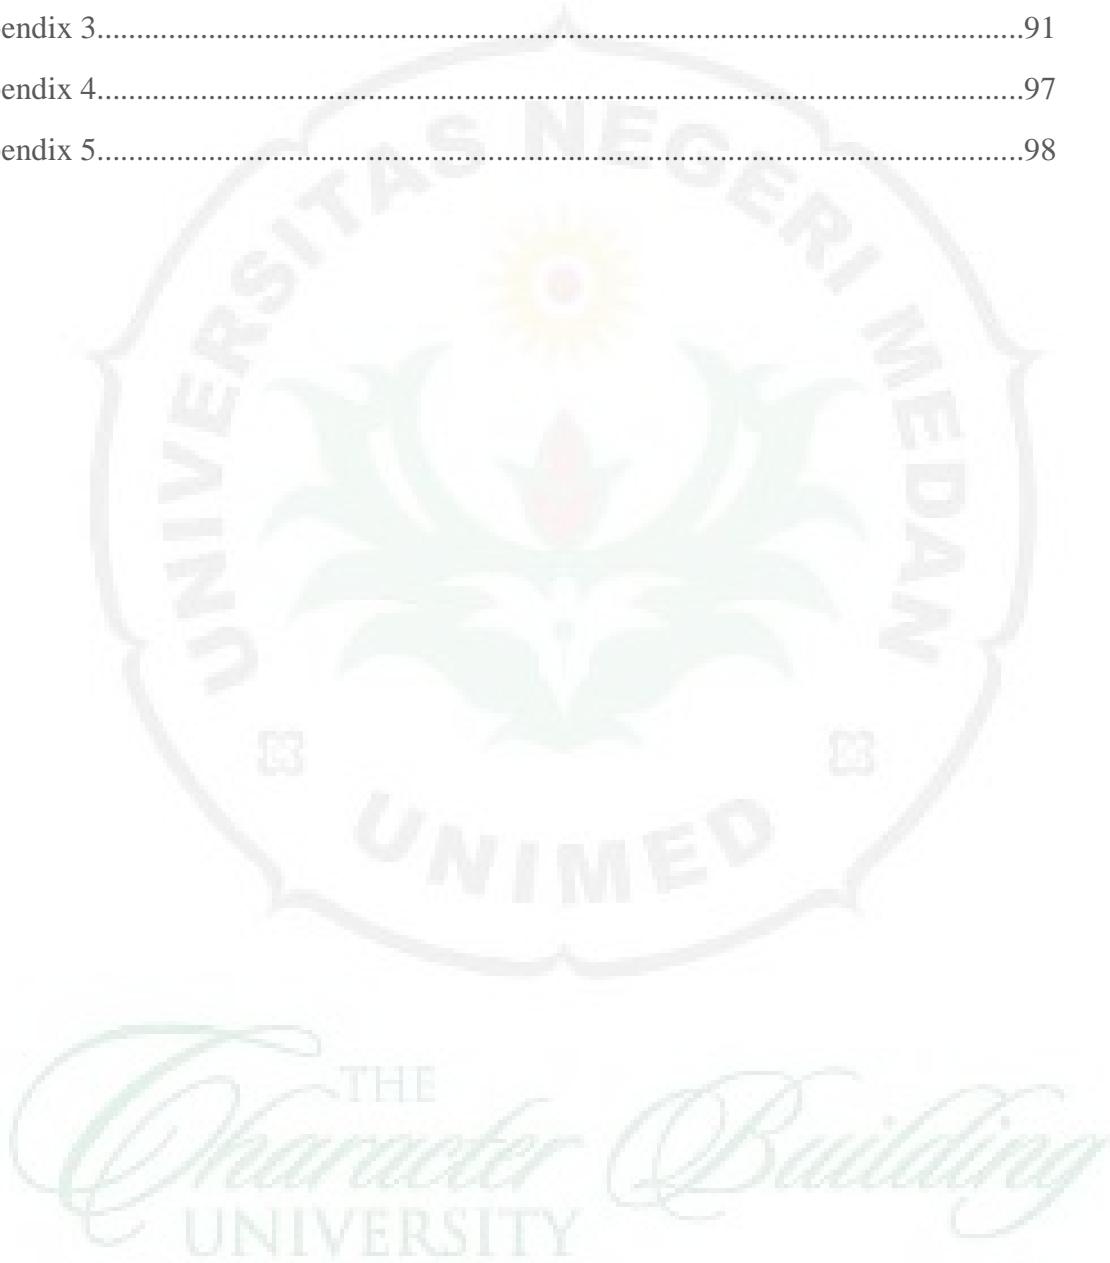 endix 3.......................................................................................................................91
endix 4.......................................................................................................................97
endix 5.......................................................................................................................98
UNIVERSITAS NEGERI MEDAN
UNIMED
THE
Character Building
UNIVERSITY